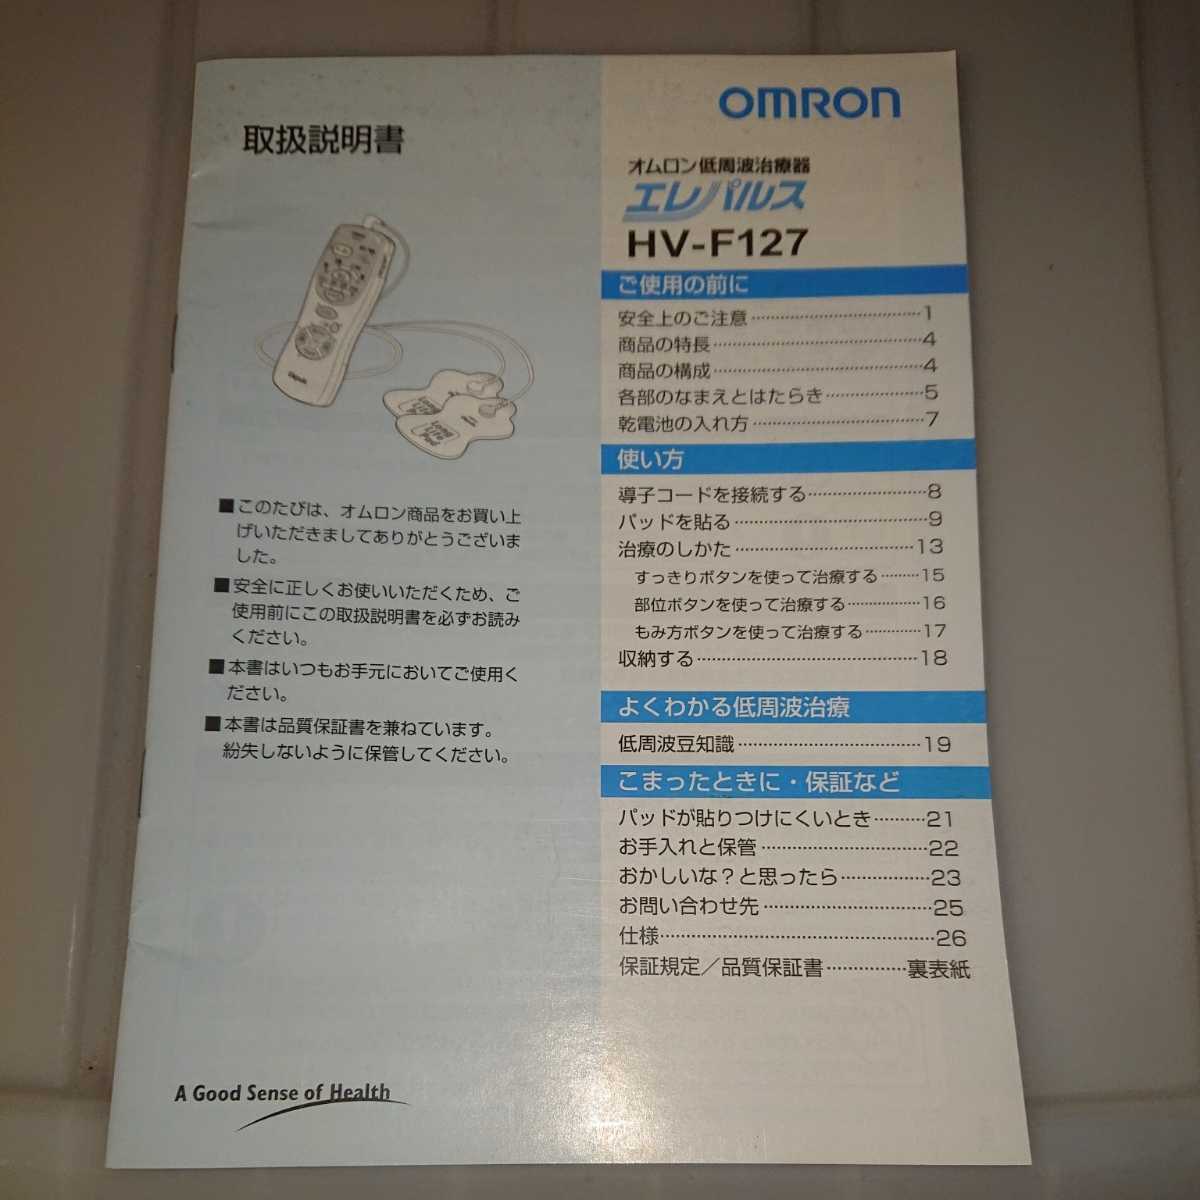 取扱説明書
■このたびは、オムロン商品をお買い上
げいただきましてありがとうございま
した。
■安全に正しくお使いいただくため、ご
使用前にこの取扱説明書を必ずお読み
ください。
■本書はいつもお手元においてご使用く
ださい。
■本書は品質保証書を兼ねています。
紛失しないように保管してください。
A Good Sense of Health
OMRON
オムロン低周波治療器
エレパルス
HV-F127
ご使用の前に
安全上のご注意……………………………1
商品の特長…………………………………4
商品の構成…………………………………4
各部のなまえとはたらき………………5
乾電池の入れ方…………………………7
使い方
導子コードを接続する…………………8
パッドを貼る……………………………9
治療のしかた…………………………13
すっきりボタンを使って治療する………15
部位ボタンを使って治療する……………16
もみ方ボタンを使って治療する…………17
収納する…………………………………18
よくわかる低周波治療
低周波豆知識…………………………19
こまったときに・保証など
パッドが貼りつけにくいとき………21
お手入れと保管………………………22
おかしいな？と思ったら……………23
お問い合わせ先………………………25
仕様……………………………………26
保証規定／品質保証書…………裏表紙